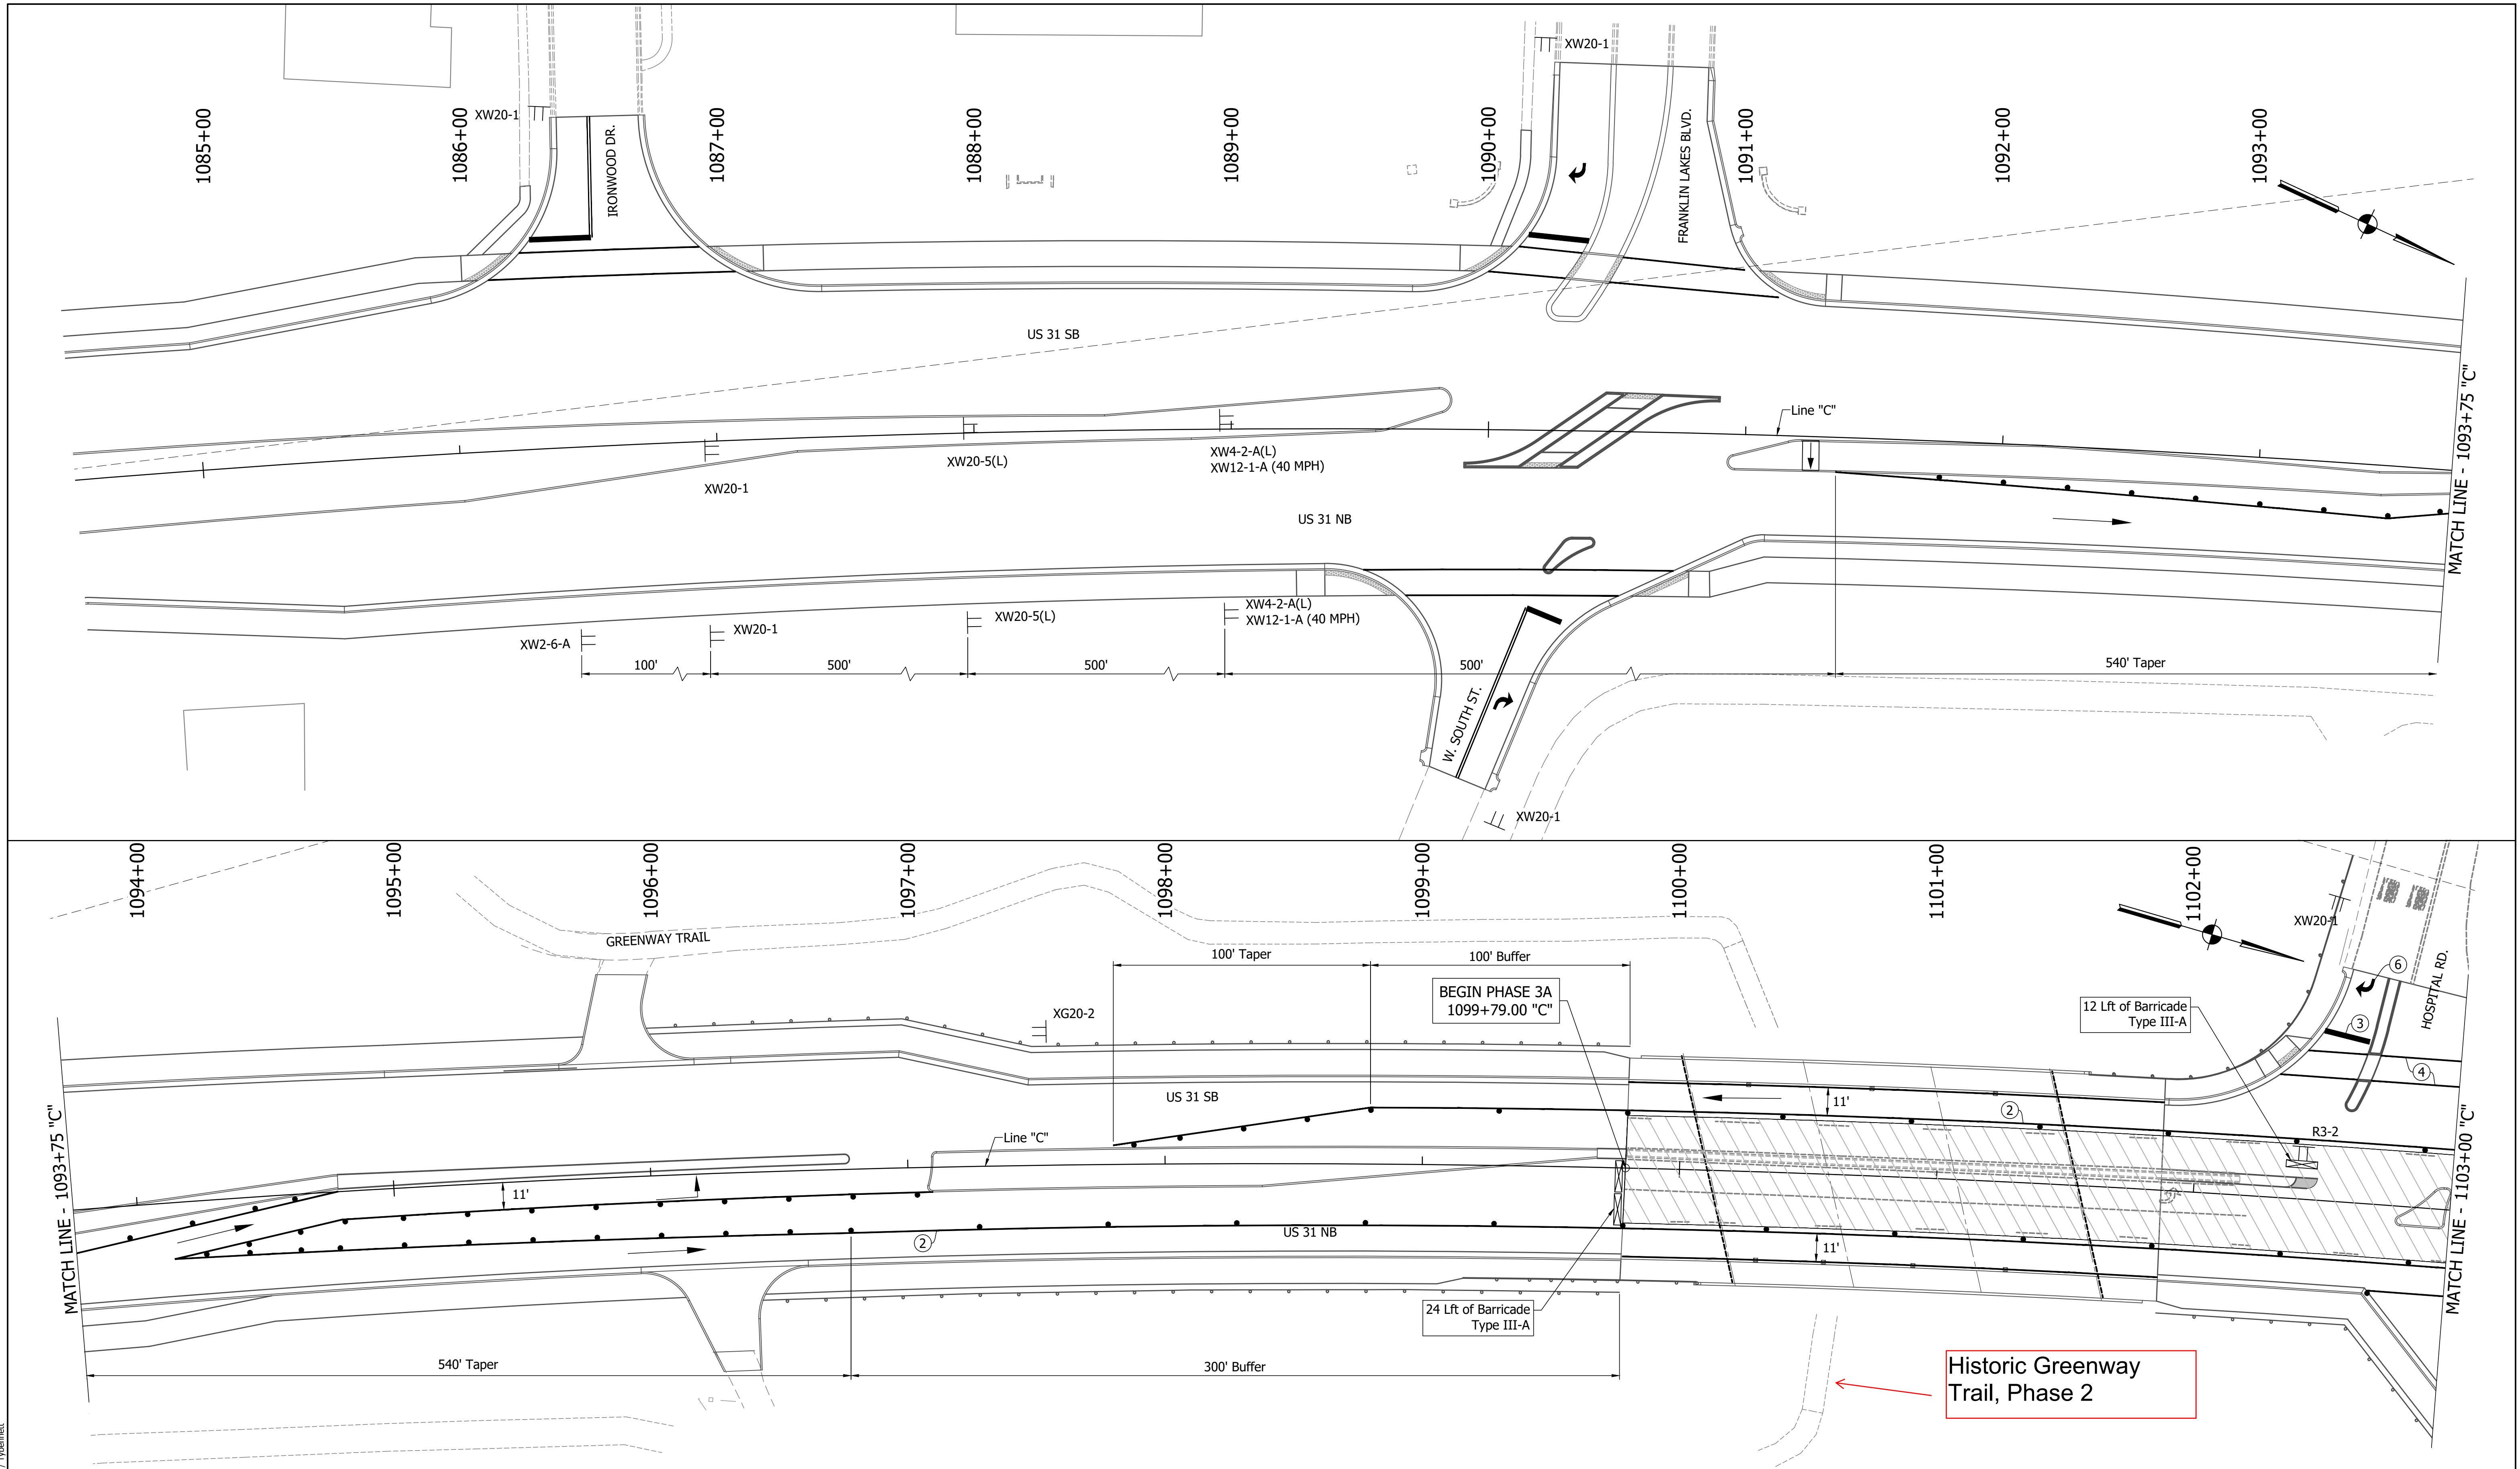 1085+00
1086+00
1087+00
1088+00
1089+00
1090+00
1091+00
1092+00
1093+00
XW20-1
IRONWOOD DR.
XW20-1
FRANKLIN LAKES BLVD.
US 31 SB
MATCH LINE - 1093+75 "C"
Line "C"
XW20-1
XW20-5(L)
XW4-2-A(L)
XW12-1-A (40 MPH)
US 31 NB
XW2-6-A
XW20-1
XW20-5(L)
XW4-2-A(L)
XW12-1-A (40 MPH)
100'
500'
500'
500'
540' Taper
W. SOUTH ST.
XW20-1
1094+00
1095+00
1096+00
1097+00
1098+00
1099+00
1100+00
1101+00
1102+00
GREENWAY TRAIL
XW20-1
HOSPITAL RD.
100' Taper
100' Buffer
BEGIN PHASE 3A
1099+79.00 "C"
12 Lft of Barricade
Type III-A
6
3
4
XG20-2
US 31 SB
11'
2
R3-2
MATCH LINE - 1093+75 "C"
MATCH LINE - 1103+00 "C"
Line "C"
11'
2
US 31 NB
11'
24 Lft of Barricade
Type III-A
540' Taper
300' Buffer
Historic Greenway
Trail, Phase 2